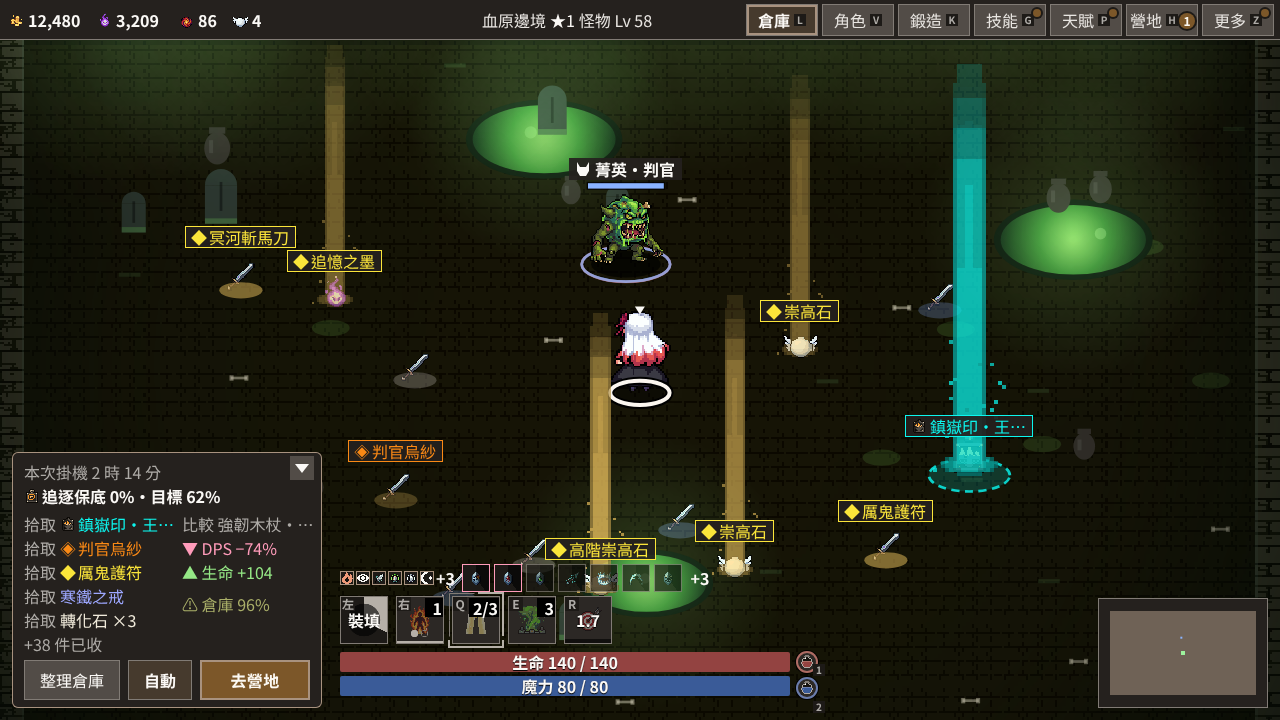 12,480 3,209 86 4
血原邊境 ★1 怪物 Lv 58
倉庫 L
角色 V
鍛造 K
技能 G
天賦 P
營地 H 1
更多 Z
菁英・判官
冥河斬馬刀
追憶之墨
崇高石
鎮嶽印・王…
判官烏紗
厲鬼護符
崇高石
高階崇高石
本次掛機 2 時 14 分
追逐保底 0%・目標 62%
拾取 鎮嶽印・王… 比較 強韌木杖・…
拾取 判官烏紗 ▼ DPS −74%
拾取 厲鬼護符 ▲ 生命 +104
拾取 寒鐵之戒
⚠ 倉庫 96%
拾取 轉化石 ×3
+38 件已收
整理倉庫 自動 去營地
+3 +3
左 裝填
右 1
Q 2/3
E 3
R 1.7
生命 140 / 140 1
魔力 80 / 80 2